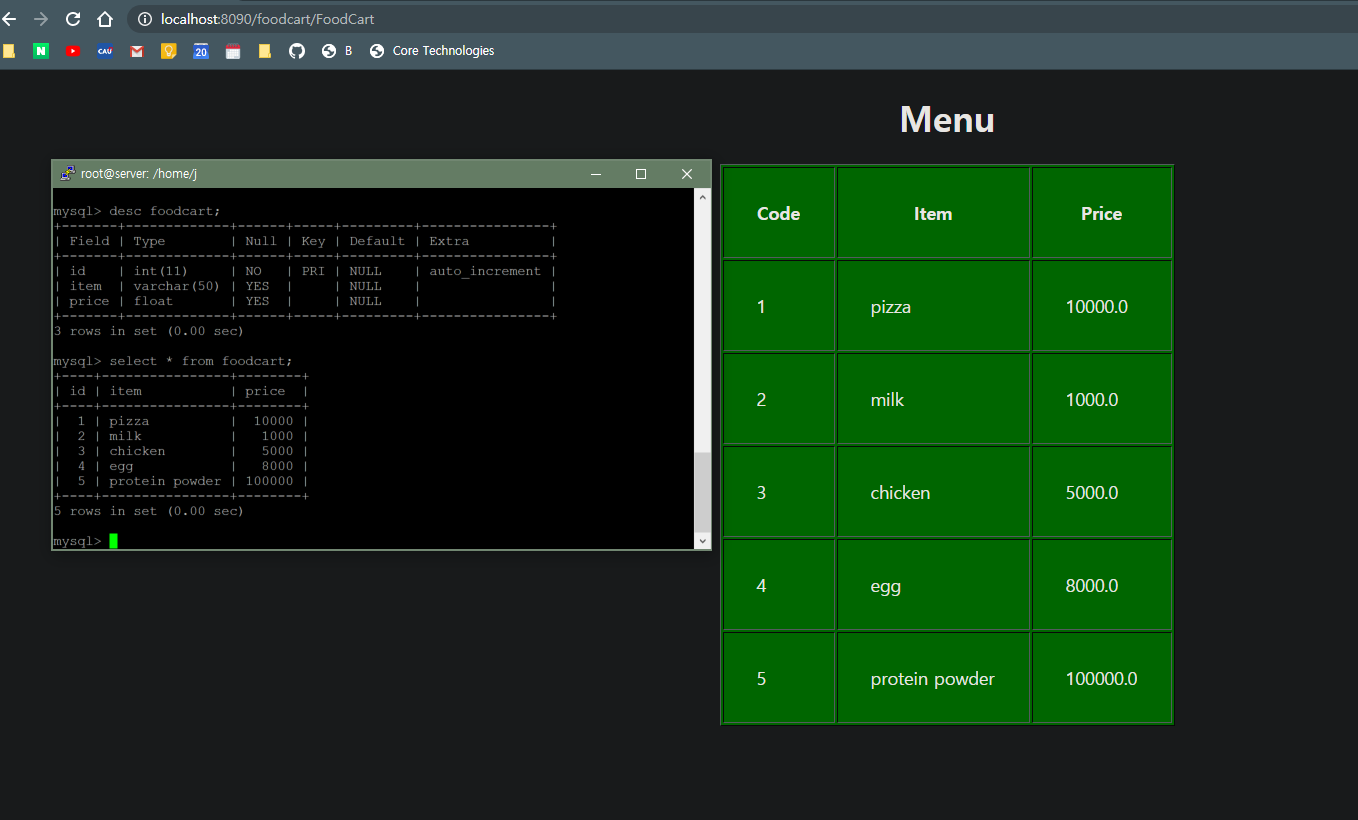 localhost:8090/foodcart/FoodCart
N CAU 20 B Core Technologies
Menu
root@server: /home/j
mysql> desc foodcart;
+-------+-------------+------+-----+---------+----------------+
| Field | Type        | Null | Key | Default | Extra          |
+-------+-------------+------+-----+---------+----------------+
| id    | int(11)     | NO   | PRI | NULL    | auto_increment |
| item  | varchar(50) | YES  |     | NULL    |                |
| price | float       | YES  |     | NULL    |                |
+-------+-------------+------+-----+---------+----------------+
3 rows in set (0.00 sec)
mysql> select * from foodcart;
+----+----------------+--------+
| id | item           | price  |
+----+----------------+--------+
|  1 | pizza          |  10000 |
|  2 | milk           |   1000 |
|  3 | chicken        |   5000 |
|  4 | egg            |   8000 |
|  5 | protein powder | 100000 |
+----+----------------+--------+
5 rows in set (0.00 sec)
mysql>
Code Item Price
1 pizza 10000.0
2 milk 1000.0
3 chicken 5000.0
4 egg 8000.0
5 protein powder 100000.0